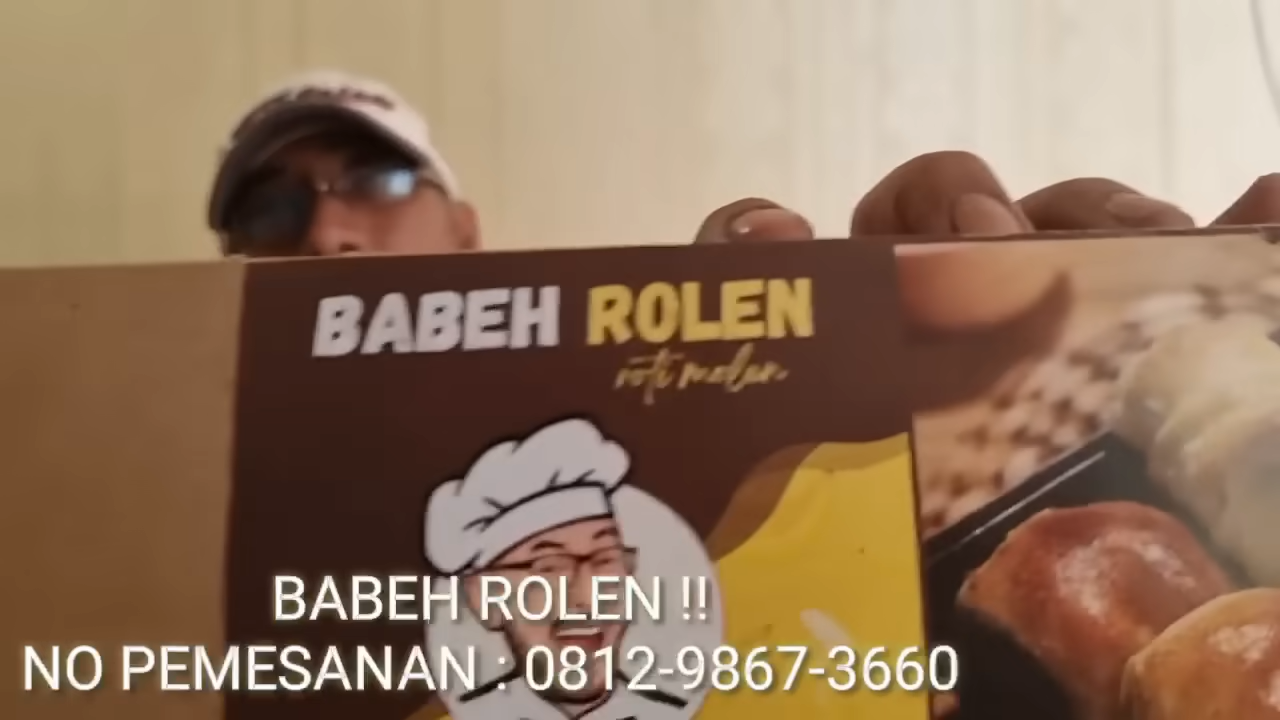 BABEH ROLEN
roti molen
BABEH ROLEN !!
NO PEMESANAN : 0812-9867-3660